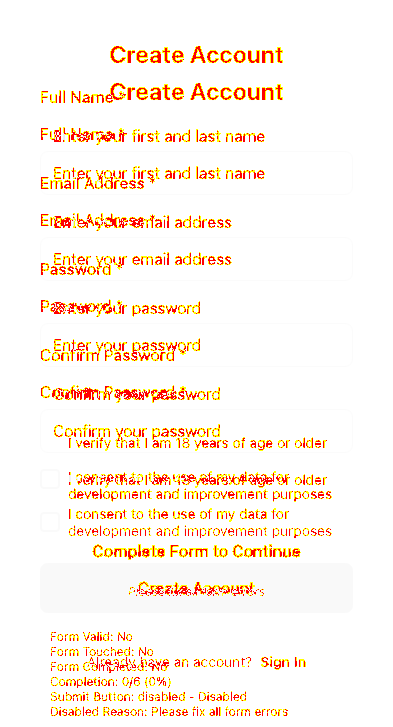 Create Account
Create Account
Full Name *
Enter your first and last name
Full Name *
Enter your first and last name
Email Address *
Enter your email address
Email Address *
Enter your email address
Password *
Enter your password
Password *
Enter your password
Confirm Password *
Confirm your password
Confirm Password *
Confirm your password
I verify that I am 18 years of age or older
I consent to the use of my data for
I verify that I am 18 years of age or older
development and improvement purposes
I consent to the use of my data for
development and improvement purposes
Complete Form to Continue
Create Account
Form Valid: No
Form Touched: No
Already have an account? Sign In
Form Completed: No
Completion: 0/6 (0%)
Submit Button: disabled - Disabled
Disabled Reason: Please fix all form errors